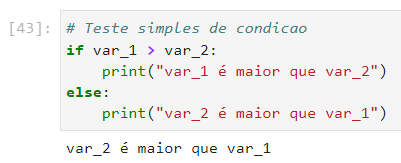 [43]: # Teste simples de condicao
if var_1 > var_2:
    print("var_1 é maior que var_2")
else:
    print("var_2 é maior que var_1")
var_2 é maior que var_1